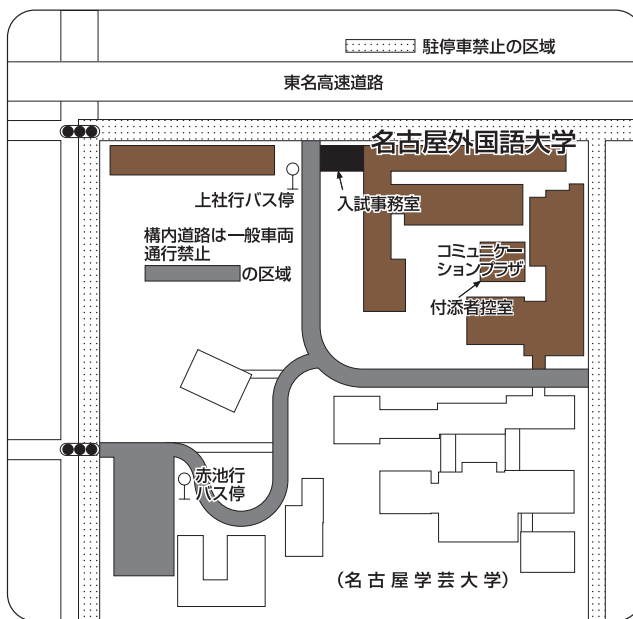 駐停車禁止の区域
東名高速道路
名古屋外国語大学
上社行バス停
入試事務室
構内道路は一般車両
通行禁止
の区域
コミュニケー
ションプラザ
付添者控室
赤池行
バス停
（名古屋学芸大学）